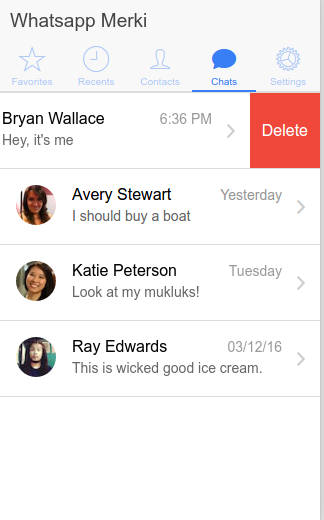 Whatsapp Merki
Favorites Recents Contacts Chats Settings
Bryan Wallace 6:36 PM
Hey, it's me
Delete
Avery Stewart Yesterday
I should buy a boat
Katie Peterson Tuesday
Look at my mukluks!
Ray Edwards 03/12/16
This is wicked good ice cream.